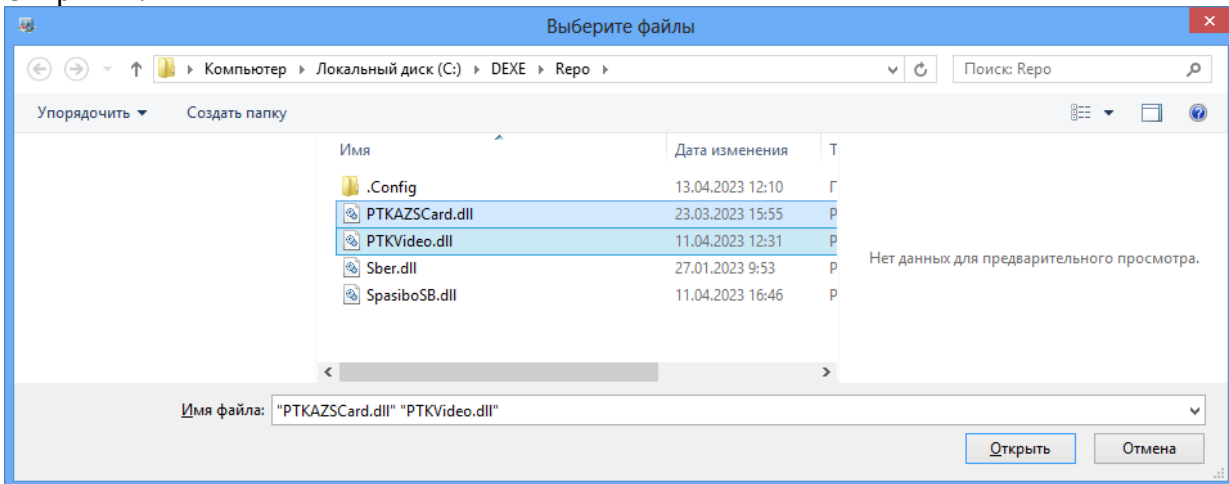 Выберите файлы
Компьютер Локальный диск (C:) DEXE Repo Поиск: Repo
Упорядочить Создать папку
Имя Дата изменения Т
.Config 13.04.2023 12:10 Г
PTKAZSCard.dll 23.03.2023 15:55 Р
PTKVideo.dll 11.04.2023 12:31 Р
Sber.dll 27.01.2023 9:53 Р
SpasiboSB.dll 11.04.2023 16:46 Р
Нет данных для предварительного просмотра.
Имя файла: "PTKAZSCard.dll" "PTKVideo.dll"
Открыть Отмена